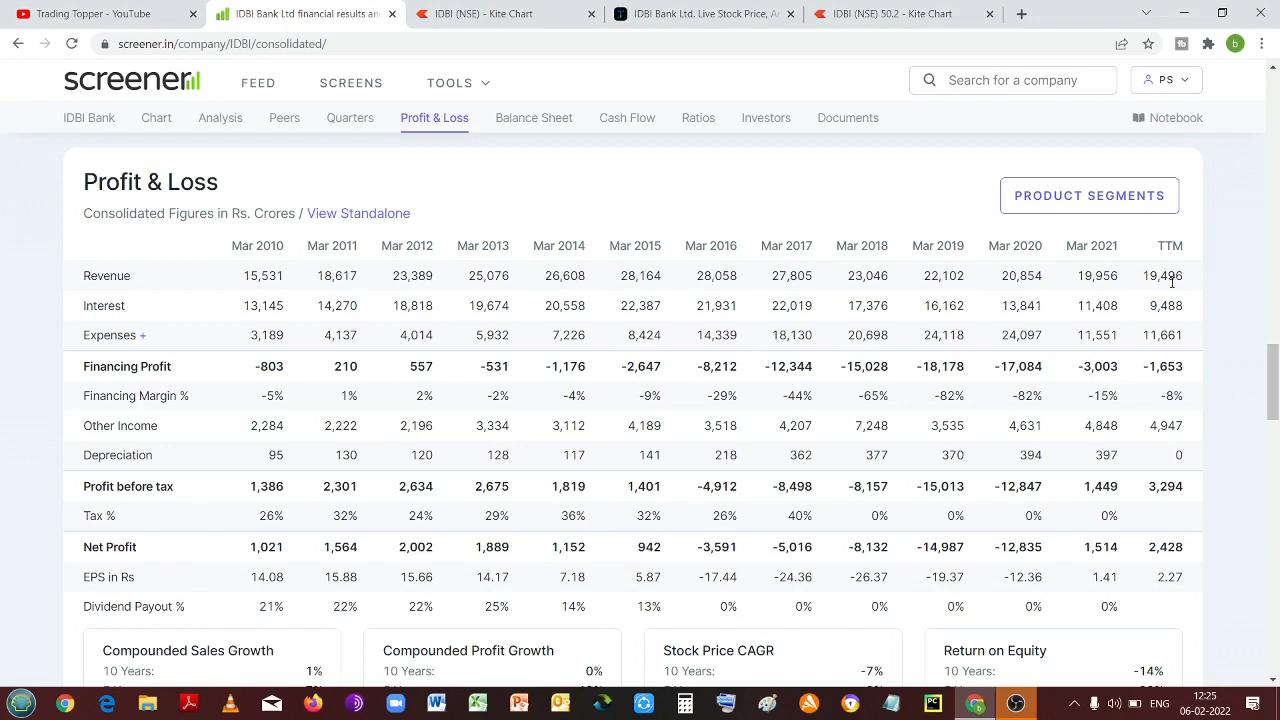 Trading Topper - YouTube
IDBI Bank Ltd financial results and
IDBI (NSE) - Kite Chart
IDBI Bank Ltd. Live Stock Price, A
IDBI (NSE) 50.2 - Kite Chart
screener.in/company/IDBI/consolidated/
b
screener
FEED SCREENS TOOLS
Search for a company
PS
IDBI Bank Chart Analysis Peers Quarters Profit & Loss Balance Sheet Cash Flow Ratios Investors Documents Notebook
Profit & Loss
PRODUCT SEGMENTS
Consolidated Figures in Rs. Crores / View Standalone
Mar 2010 Mar 2011 Mar 2012 Mar 2013 Mar 2014 Mar 2015 Mar 2016 Mar 2017 Mar 2018 Mar 2019 Mar 2020 Mar 2021 TTM
Revenue 15,531 18,617 23,389 25,076 26,608 28,164 28,058 27,805 23,046 22,102 20,854 19,956 19,496
Interest 13,145 14,270 18,818 19,674 20,558 22,387 21,931 22,019 17,376 16,162 13,841 11,408 9,488
Expenses + 3,189 4,137 4,014 5,932 7,226 8,424 14,339 18,130 20,698 24,118 24,097 11,551 11,661
Financing Profit -803 210 557 -531 -1,176 -2,647 -8,212 -12,344 -15,028 -18,178 -17,084 -3,003 -1,653
Financing Margin % -5% 1% 2% -2% -4% -9% -29% -44% -65% -82% -82% -15% -8%
Other Income 2,284 2,222 2,196 3,334 3,112 4,189 3,518 4,207 7,248 3,535 4,631 4,848 4,947
Depreciation 95 130 120 128 117 141 218 362 377 370 394 397 0
Profit before tax 1,386 2,301 2,634 2,675 1,819 1,401 -4,912 -8,498 -8,157 -15,013 -12,847 1,449 3,294
Tax % 26% 32% 24% 29% 36% 32% 26% 40% 0% 0% 0% 0%
Net Profit 1,021 1,564 2,002 1,889 1,152 942 -3,591 -5,016 -8,132 -14,987 -12,835 1,514 2,428
EPS in Rs 14.08 15.88 15.66 14.17 7.18 5.87 -17.44 -24.36 -26.37 -19.37 -12.36 1.41 2.27
Dividend Payout % 21% 22% 22% 25% 14% 13% 0% 0% 0% 0% 0% 0%
Compounded Sales Growth
10 Years: 1%
Compounded Profit Growth
10 Years: 0%
Stock Price CAGR
10 Years: -7%
Return on Equity
10 Years: -14%
ENG
12:25
06-02-2022